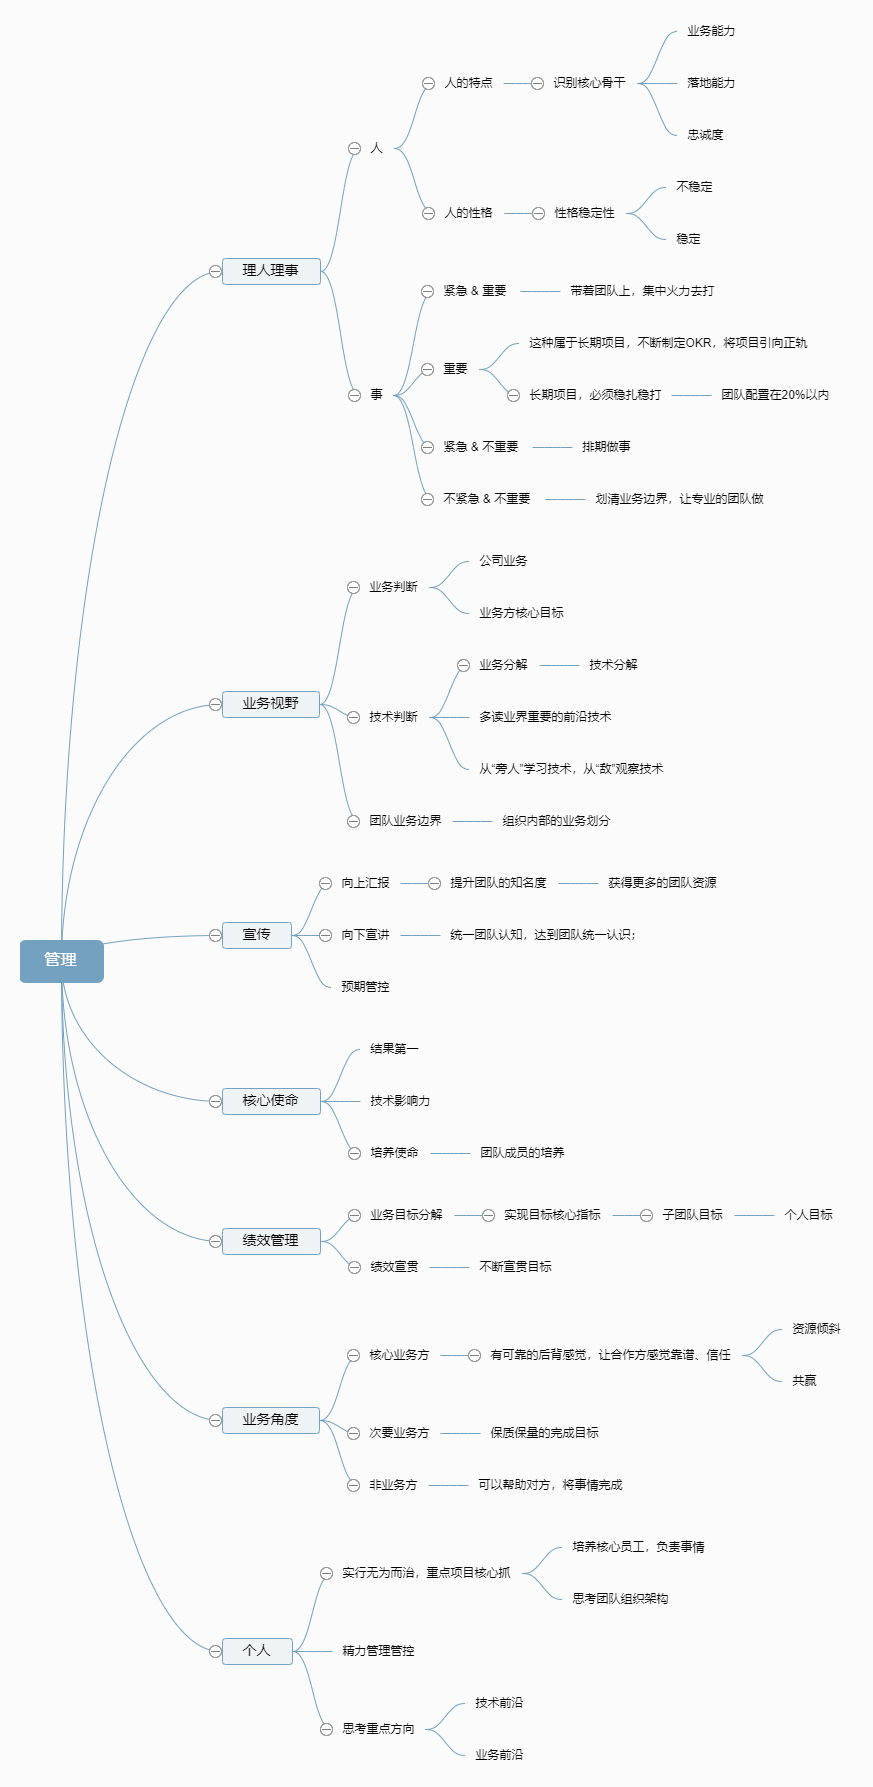 管理
理人理事
人
人的特点
识别核心骨干
业务能力
落地能力
忠诚度
人的性格
性格稳定性
不稳定
稳定
事
紧急 & 重要
带着团队上，集中火力去打
重要
这种属于长期项目，不断制定OKR，将项目引向正轨
长期项目，必须稳扎稳打
团队配置在20%以内
紧急 & 不重要
排期做事
不紧急 & 不重要
划清业务边界，让专业的团队做
业务视野
业务判断
公司业务
业务方核心目标
技术判断
业务分解
技术分解
多读业界重要的前沿技术
从“旁人”学习技术，从“敌”观察技术
团队业务边界
组织内部的业务划分
宣传
向上汇报
提升团队的知名度
获得更多的团队资源
向下宣讲
统一团队认知，达到团队统一认识；
预期管控
核心使命
结果第一
技术影响力
培养使命
团队成员的培养
绩效管理
业务目标分解
实现目标核心指标
子团队目标
个人目标
绩效宣贯
不断宣贯目标
业务角度
核心业务方
有可靠的后背感觉，让合作方感觉靠谱、信任
资源倾斜
共赢
次要业务方
保质保量的完成目标
非业务方
可以帮助对方，将事情完成
个人
实行无为而治，重点项目核心抓
培养核心员工，负责事情
思考团队组织架构
精力管理管控
思考重点方向
技术前沿
业务前沿